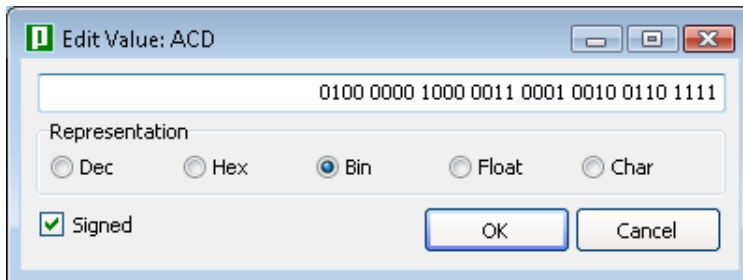 µ Edit Value: ACD
0100 0000 1000 0011 0001 0010 0110 1111
Representation
Dec Hex Bin Float Char
Signed OK Cancel